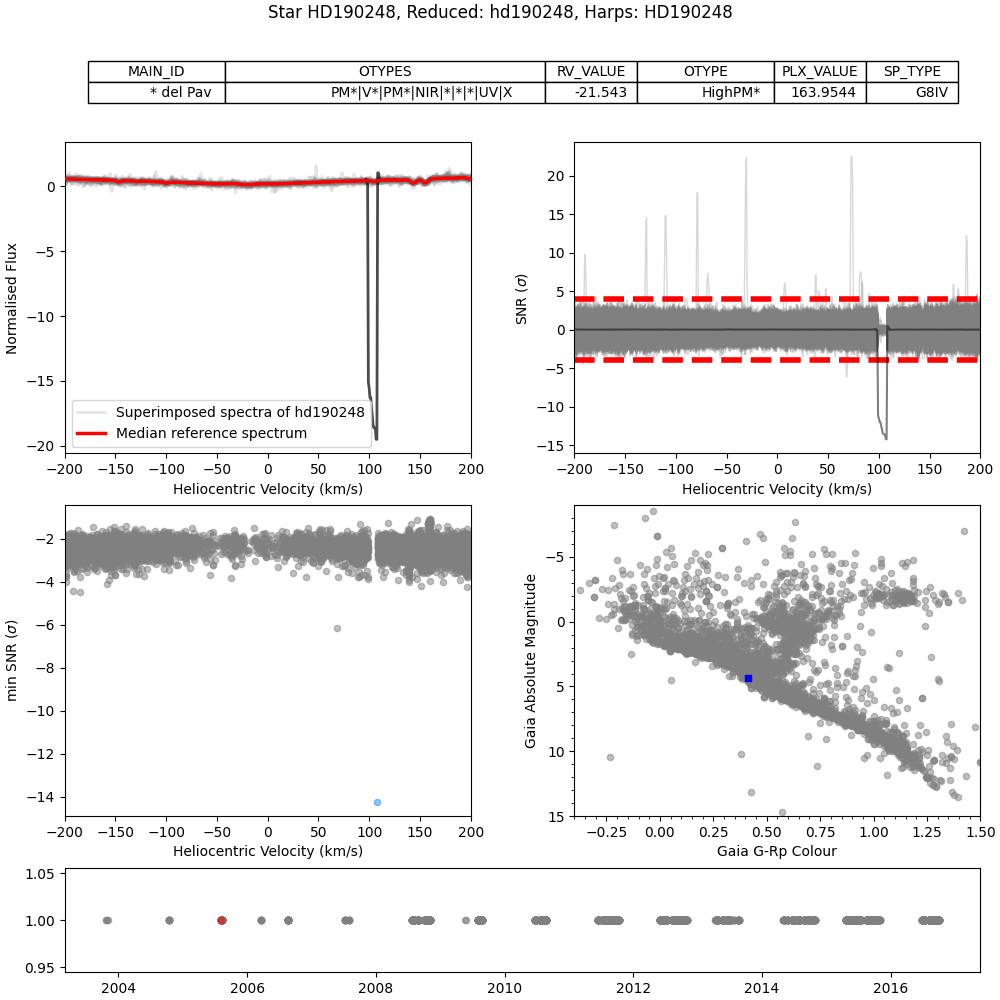 Star HD190248, Reduced: hd190248, Harps: HD190248
MAIN_ID OTYPES RV_VALUE OTYPE PLX_VALUE SP_TYPE
* del Pav PM*|V*|PM*|NIR|*|*|*|UV|X -21.543 HighPM* 163.9544 G8IV
Normalised Flux
0
−5
−10
−15
−20
Superimposed spectra of hd190248
Median reference spectrum
−200 −150 −100 −50 0 50 100 150 200
Heliocentric Velocity (km/s)
SNR (σ)
20
15
10
5
0
−5
−10
−15
−200 −150 −100 −50 0 50 100 150 200
Heliocentric Velocity (km/s)
min SNR (σ)
−2
−4
−6
−8
−10
−12
−14
−200 −150 −100 −50 0 50 100 150 200
Heliocentric Velocity (km/s)
Gaia Absolute Magnitude
−5
0
5
10
15
−0.25 0.00 0.25 0.50 0.75 1.00 1.25 1.50
Gaia G-Rp Colour
1.05
1.00
0.95
2004 2006 2008 2010 2012 2014 2016